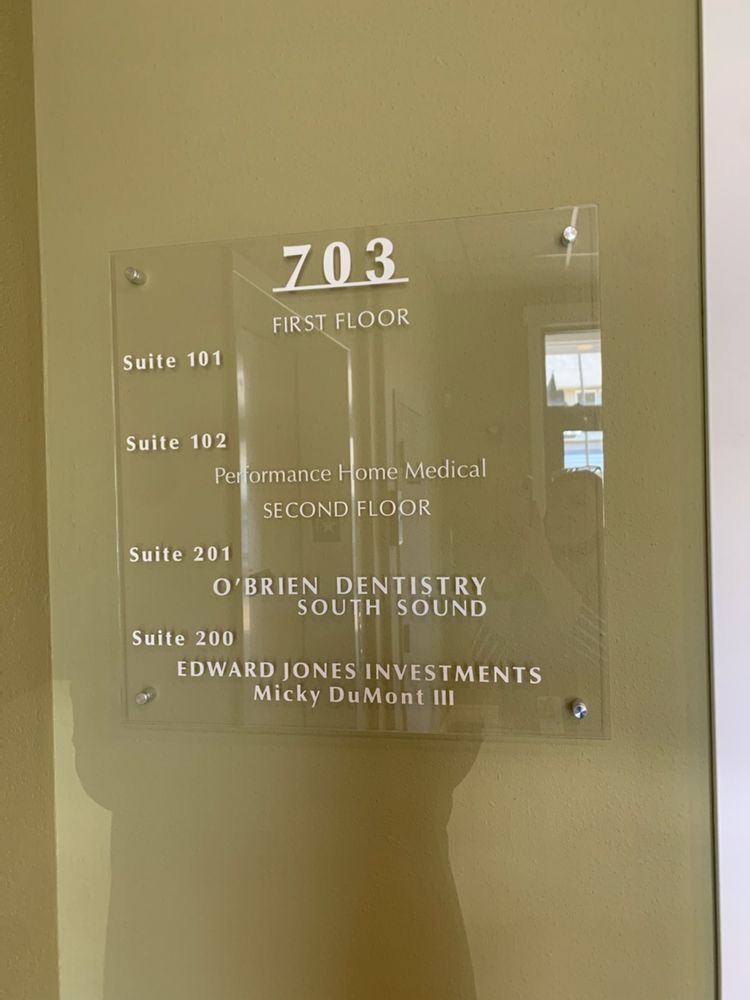 703
FIRST FLOOR
Suite 101
Suite 102
Performance Home Medical
SECOND FLOOR
Suite 201
O'BRIEN DENTISTRY
SOUTH SOUND
Suite 200
EDWARD JONES INVESTMENTS
Micky DuMont III